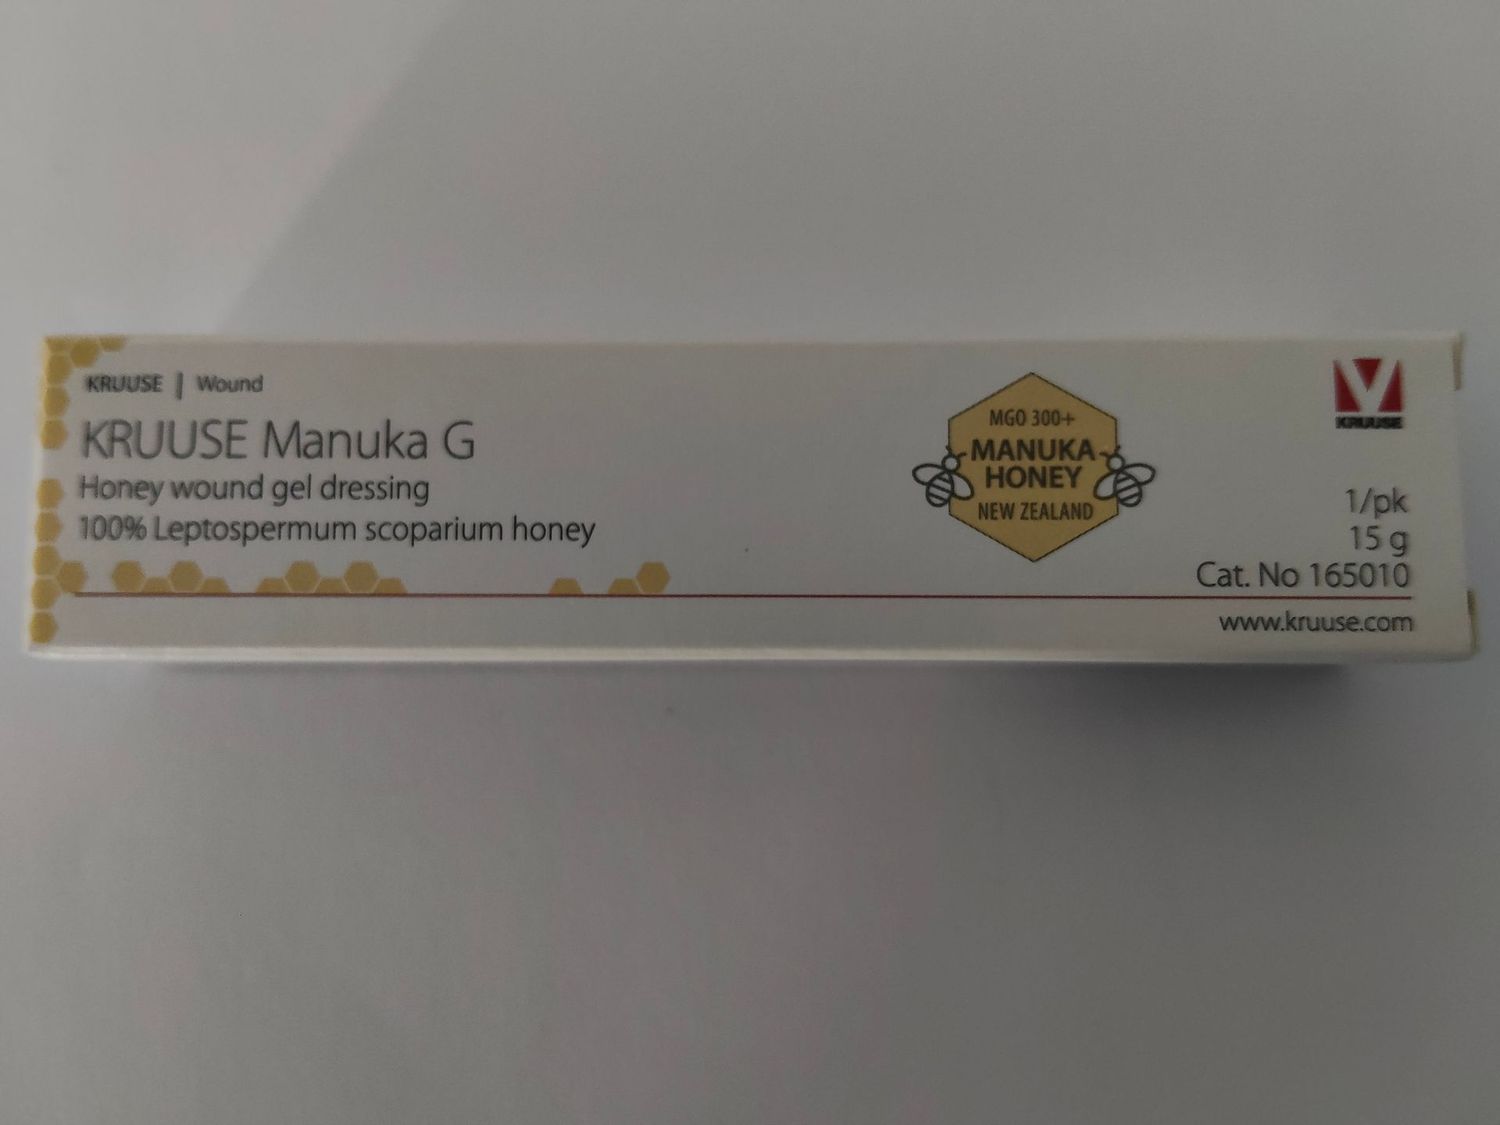 KRUUSE | Wound
KRUUSE Manuka G
Honey wound gel dressing
100% Leptospermum scoparium honey
MGO 300+
MANUKA
HONEY
NEW ZEALAND
KRUUSE
1/pk
15 g
Cat. No 165010
www.kruuse.com